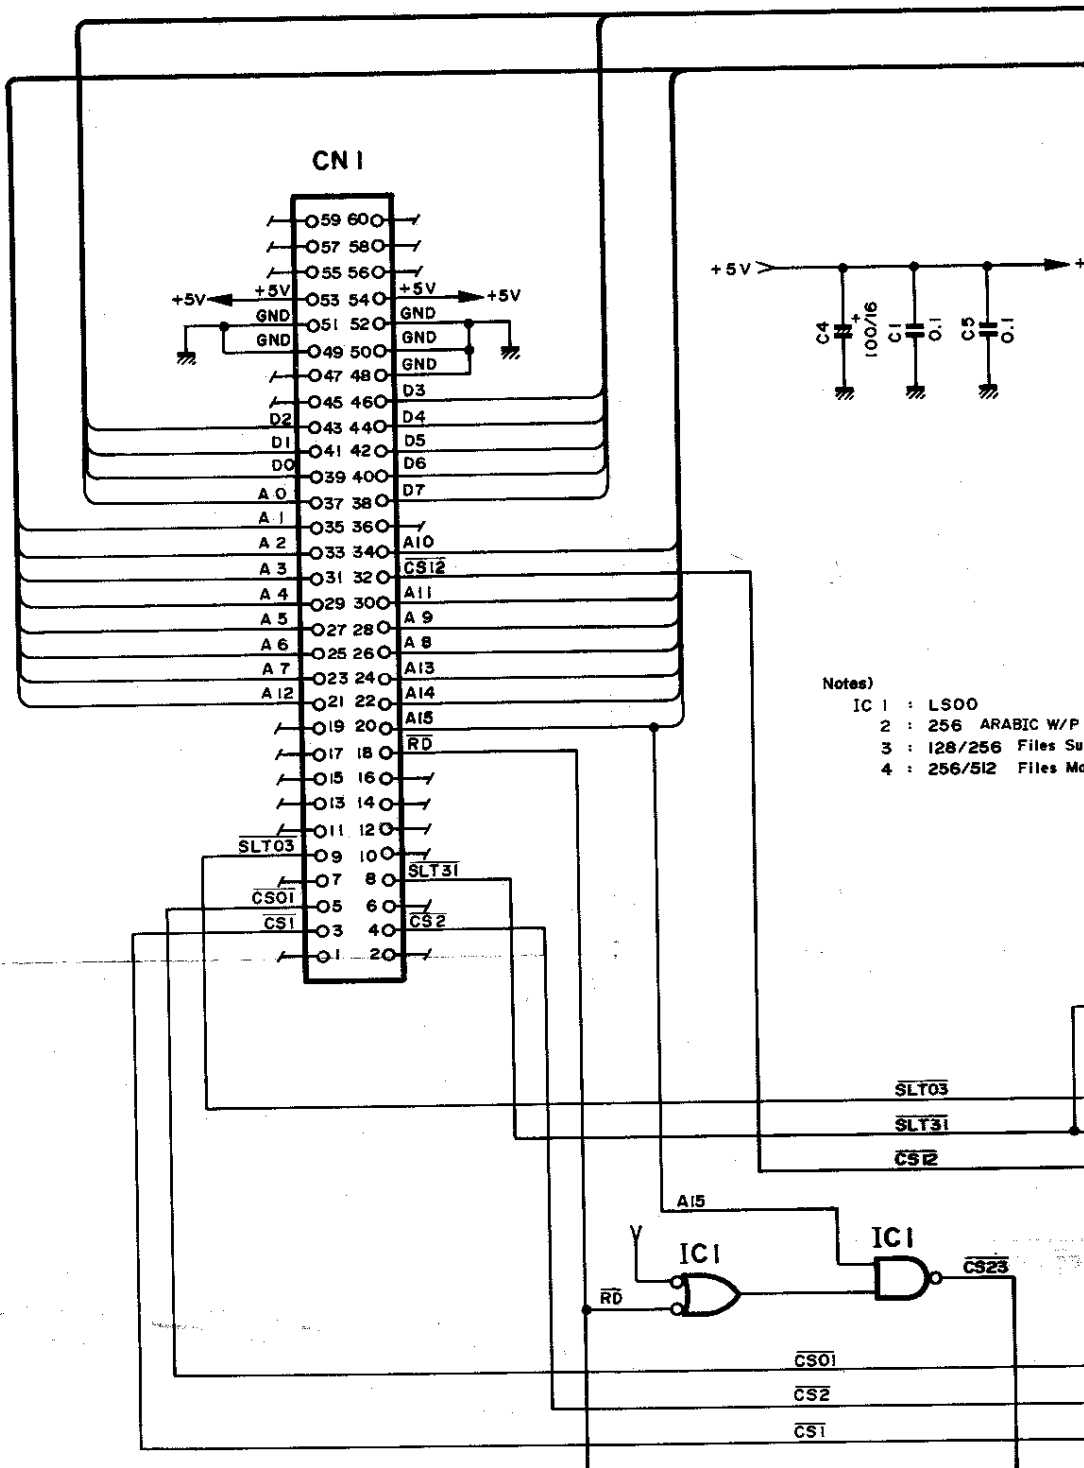 CN1
59 60
57 58
55 56
+5V +5V 53 54 +5V +5V
GND 51 52 GND
GND 49 50 GND
47 48 GND
45 46 D3
D2 43 44 D4
D1 41 42 D5
D0 39 40 D6
A0 37 38 D7
A1 35 36
A2 33 34 A10
A3 31 32 CS12
A4 29 30 A11
A5 27 28 A9
A6 25 26 A8
A7 23 24 A13
A12 21 22 A14
19 20 A15
17 18 RD
15 16
13 14
11 12
SLT03 9 10
7 8 SLT31
CS01 5 6
CS1 3 4 CS2
1 2
+5V +
C4 + 100/16 C1 0.1 C5 0.1
Notes)
IC 1 : LS00
2 : 256 ARABIC W/P
3 : 128/256 Files Su
4 : 256/512 Files Ma
SLT03
SLT31
CS12
A15
IC1 IC1
CS23
RD
CS01
CS2
CS1